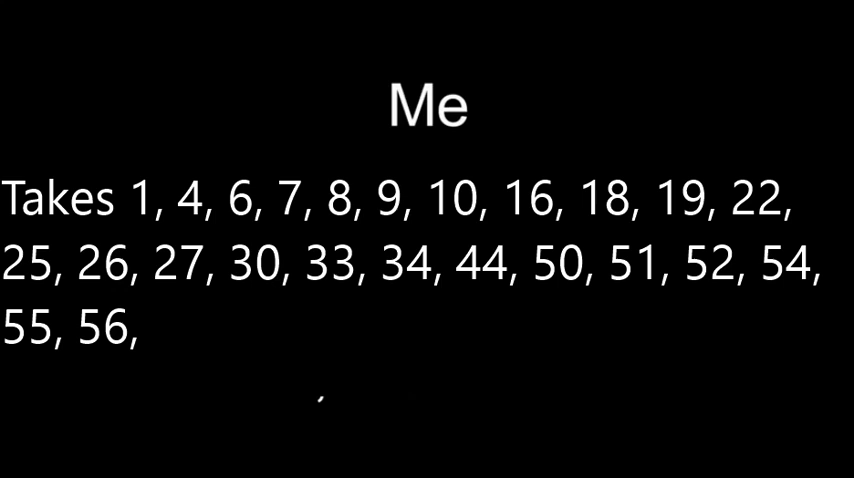 Me
Takes 1, 4, 6, 7, 8, 9, 10, 16, 18, 19, 22,
25, 26, 27, 30, 33, 34, 44, 50, 51, 52, 54,
55, 56,